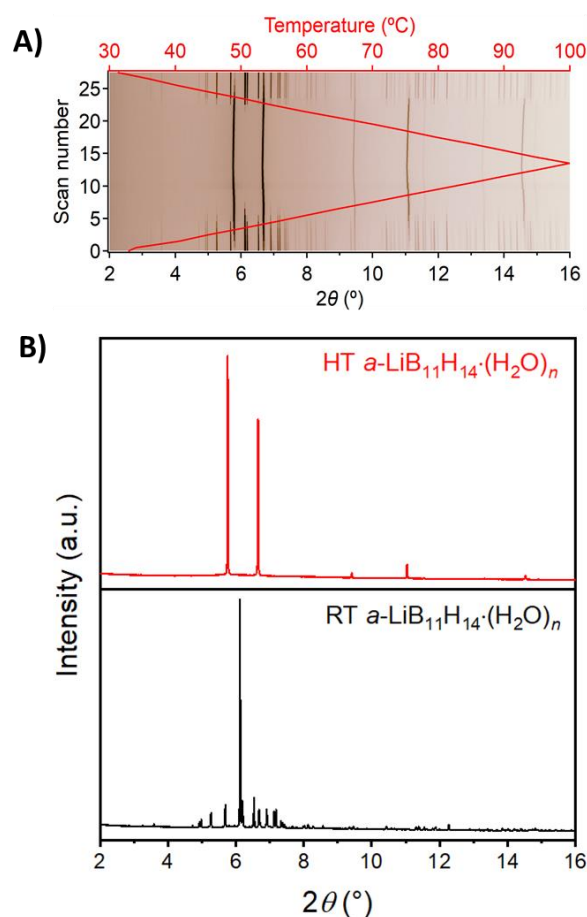 A)
Temperature (ºC)
30 40 50 60 70 80 90 100
Scan number
25
20
15
10
5
0
2 4 6 8 10 12 14 16
2θ (º)
B)
HT a-LiB₁₁H₁₄·(H₂O)ₙ
Intensity (a.u.)
RT a-LiB₁₁H₁₄·(H₂O)ₙ
2 4 6 8 10 12 14 16
2θ (°)